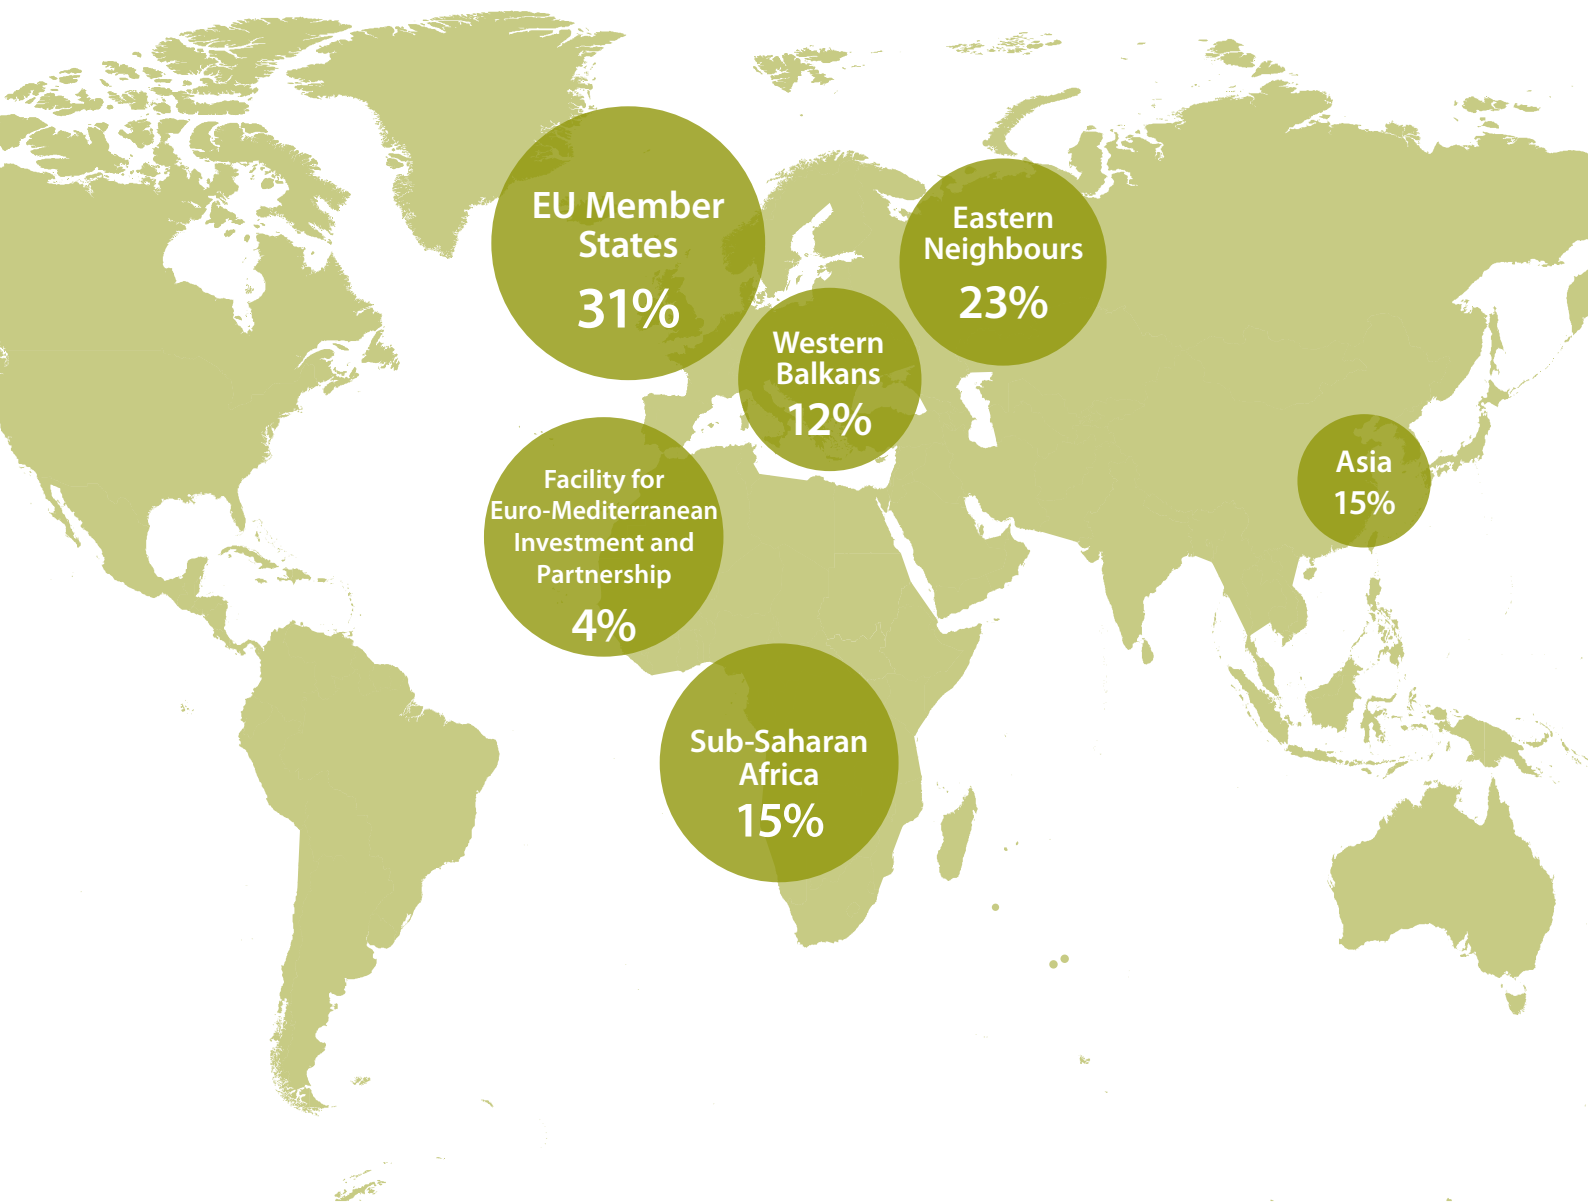 EU Member
States
31%
Eastern
Neighbours
23%
Western
Balkans
12%
Facility for
Euro-Mediterranean
Investment and
Partnership
4%
Asia
15%
Sub-Saharan
Africa
15%